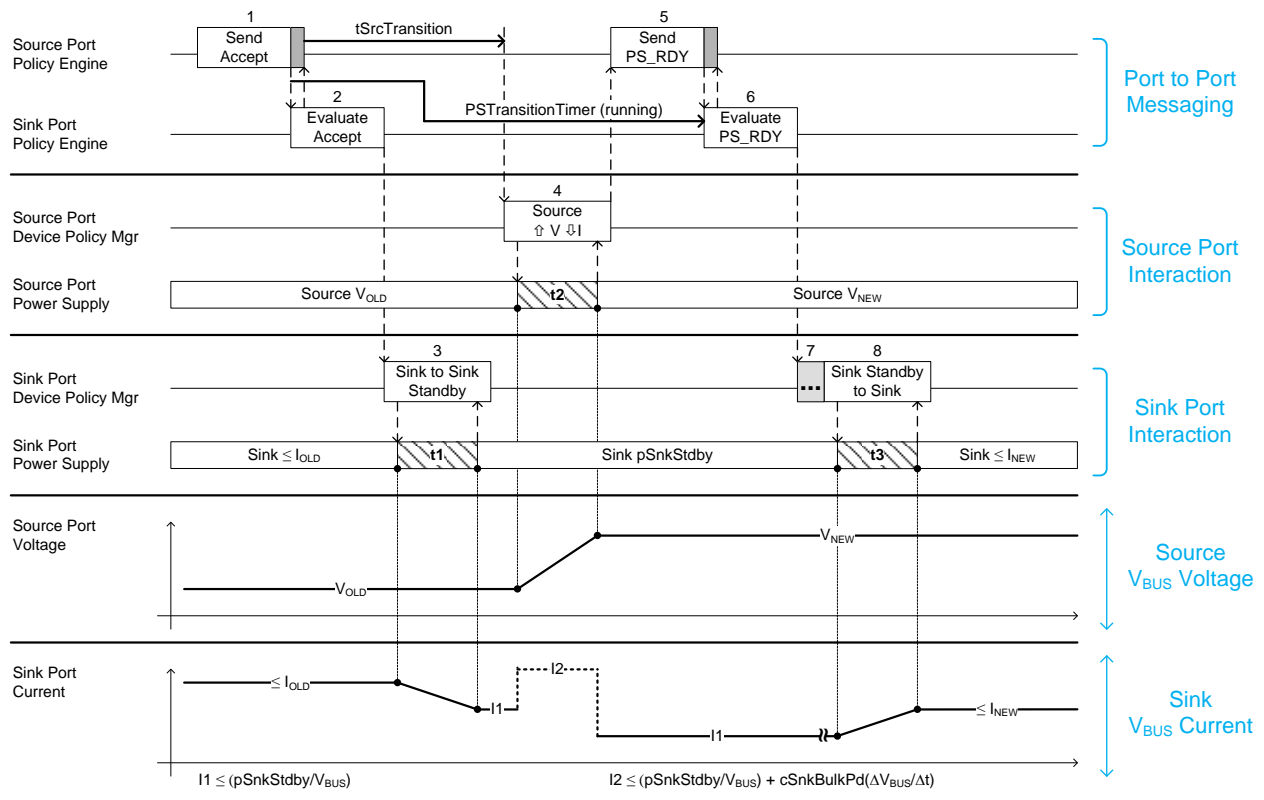 1
Source Port
Policy Engine
Send
Accept
tSrcTransition
5
Send
PS_RDY
Port to Port
Messaging
2
Sink Port
Policy Engine
Evaluate
Accept
PSTransitionTimer (running)
6
Evaluate
PS_RDY
4
Source Port
Device Policy Mgr
Source
⇧ V ⇩I
Source Port
Interaction
Source Port
Power Supply
Source VOLD
t2
Source VNEW
3
Sink Port
Device Policy Mgr
Sink to Sink
Standby
7
...
8
Sink Standby
to Sink
Sink Port
Interaction
Sink Port
Power Supply
Sink ≤ IOLD
t1
Sink pSnkStdby
t3
Sink ≤ INEW
Source Port
Voltage
VOLD
VNEW
Source
VBUS Voltage
Sink Port
Current
≤ IOLD
I1
I2
I1
≤ INEW
Sink
VBUS Current
I1 ≤ (pSnkStdby/VBUS)
I2 ≤ (pSnkStdby/VBUS) + cSnkBulkPd(ΔVBUS/Δt)